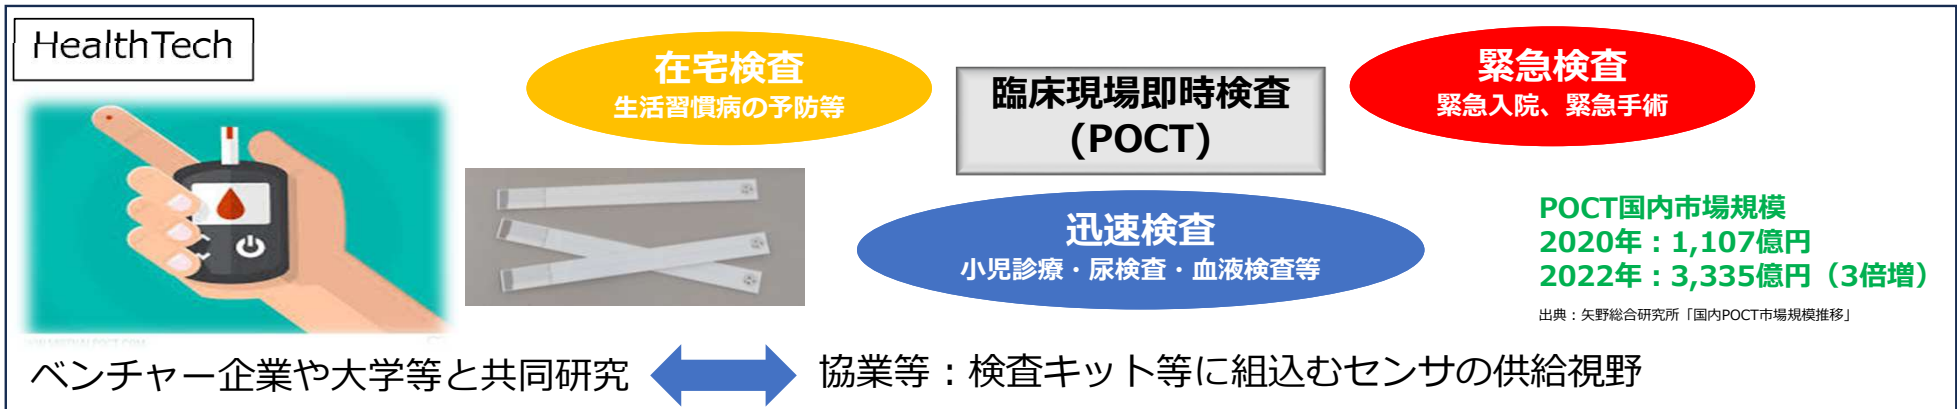 HealthTech
在宅検査
生活習慣病の予防等
臨床現場即時検査
(POCT)
緊急検査
緊急入院、緊急手術
迅速検査
小児診療・尿検査・血液検査等
POCT国内市場規模
2020年：1,107億円
2022年：3,335億円（3倍増）
出典：矢野総合研究所「国内POCT市場規模推移」
ベンチャー企業や大学等と共同研究
協業等：検査キット等に組込むセンサの供給視野